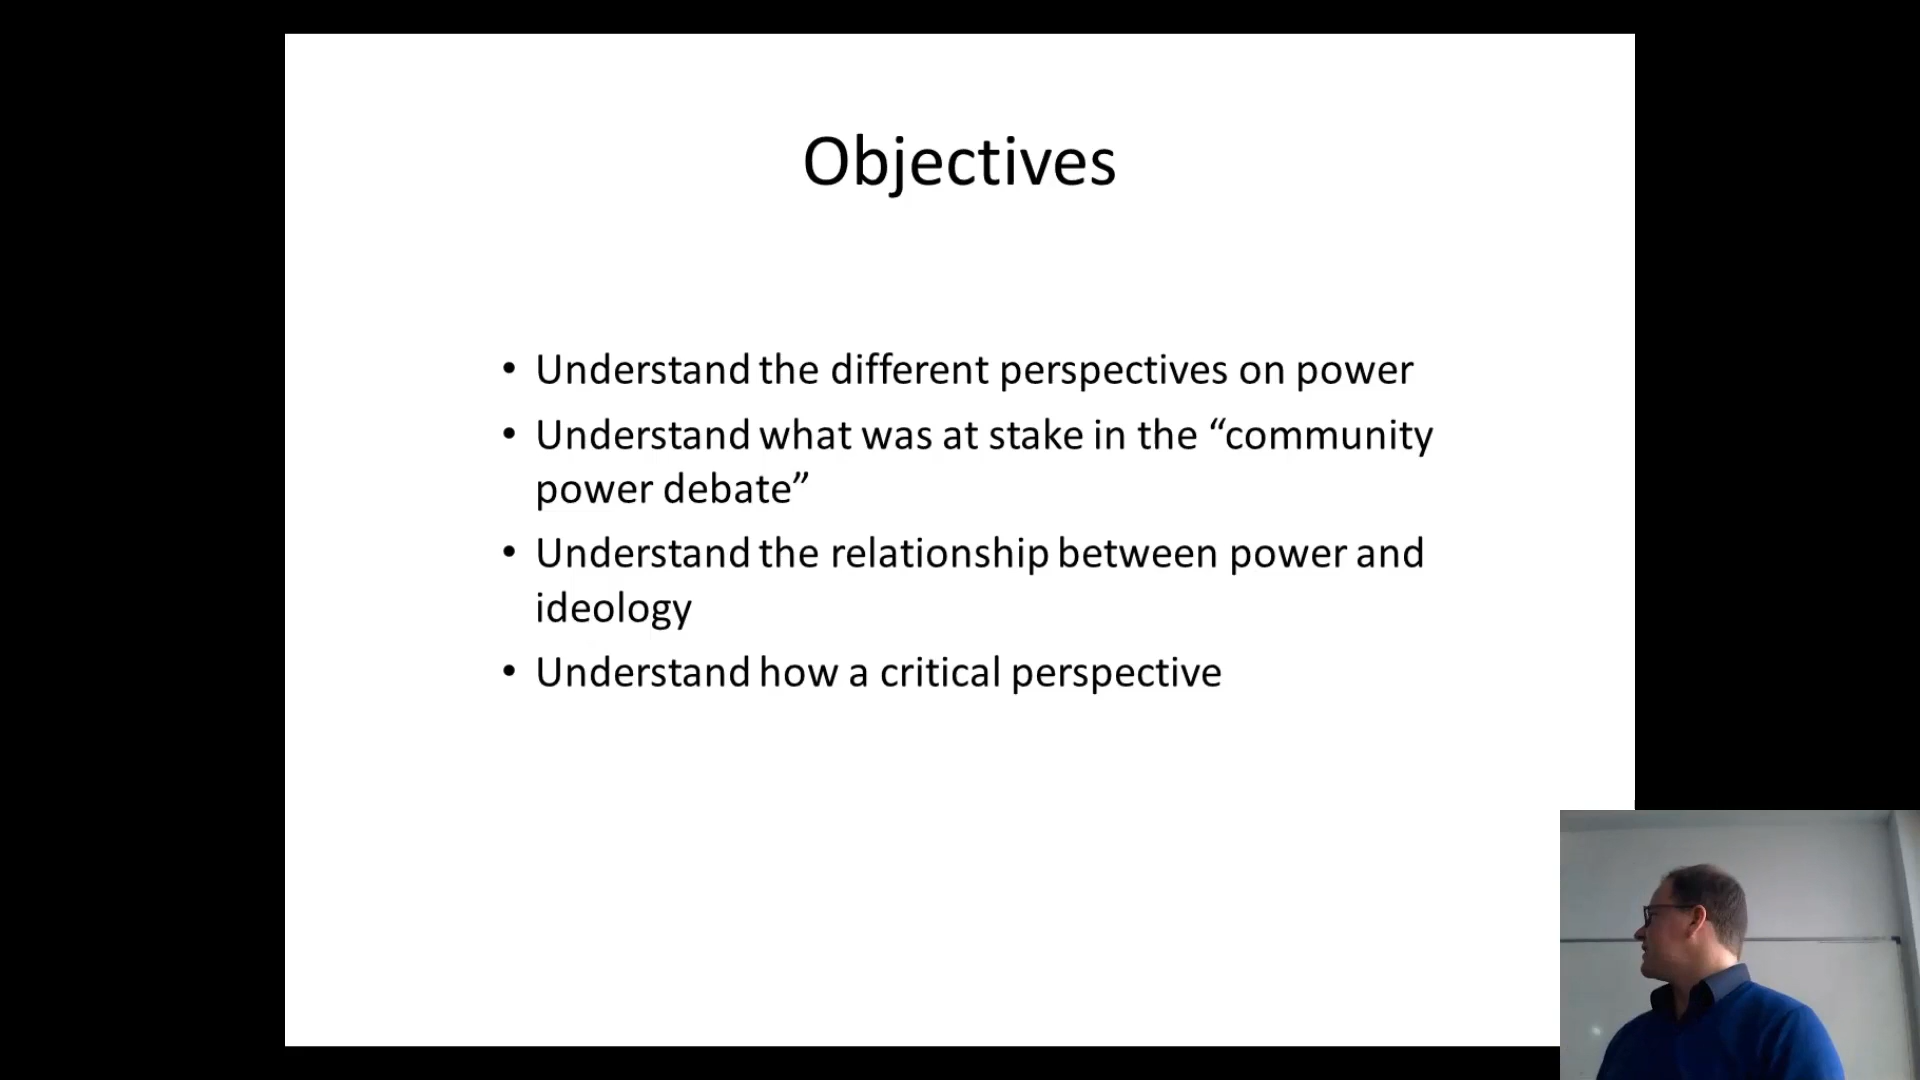 Objectives
• Understand the different perspectives on power
• Understand what was at stake in the “community
power debate”
• Understand the relationship between power and
ideology
• Understand how a critical perspective